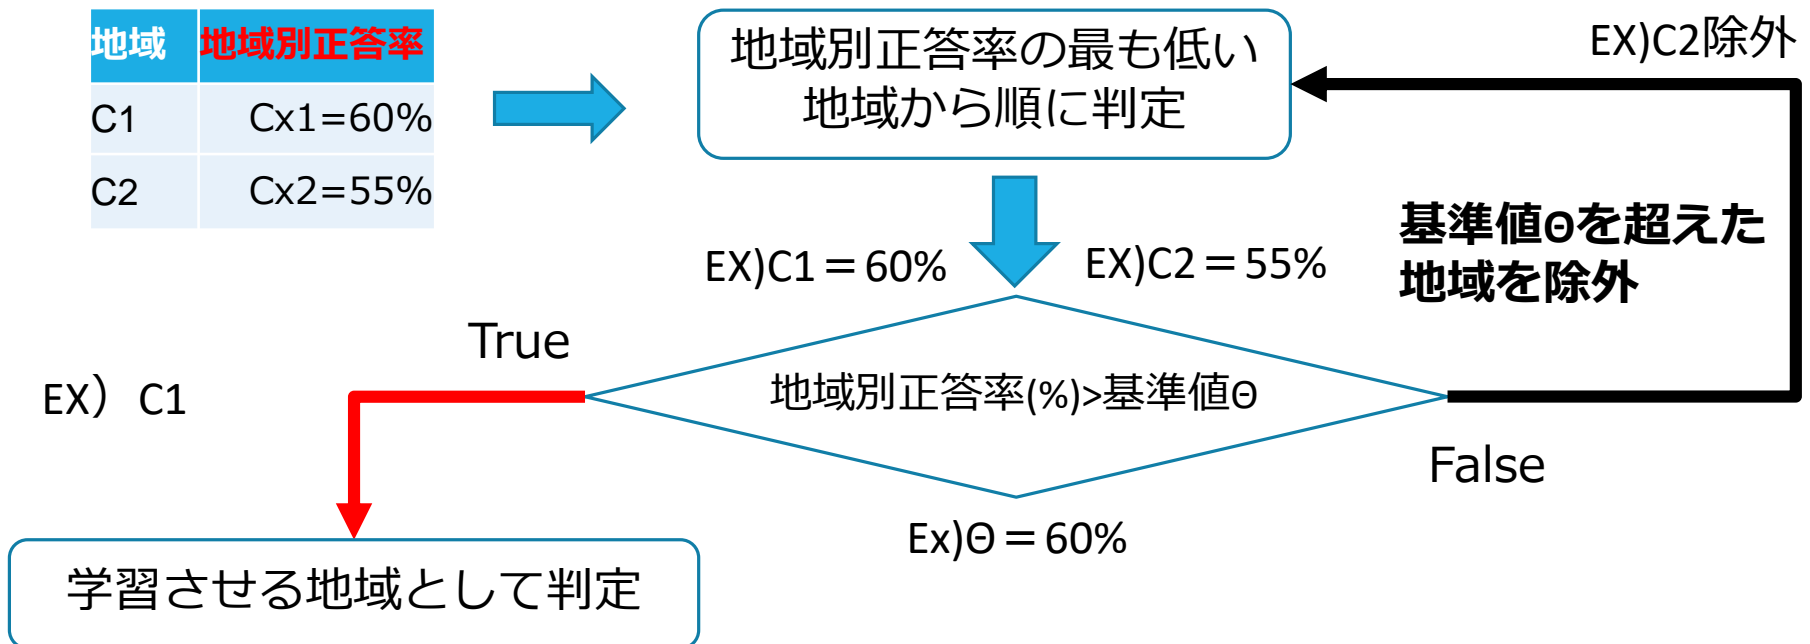 地域 地域別正答率
C1 Cx1=60%
C2 Cx2=55%
地域別正答率の最も低い
地域から順に判定
EX)C2除外
基準値Θを超えた
地域を除外
EX)C1＝60%
EX)C2＝55%
True
EX）C1
地域別正答率(%)>基準値Θ
False
Ex)Θ＝60%
学習させる地域として判定